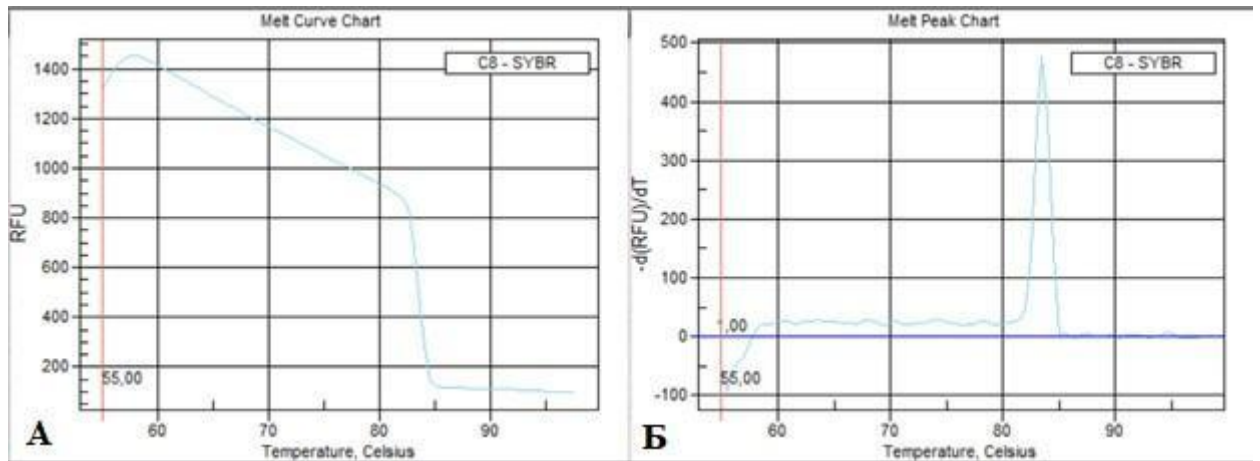 Melt Curve Chart
C8 - SYBR
1400
1200
1000
800
600
400
200
RFU
55,00
60
70
80
90
Temperature, Celsius
А
Melt Peak Chart
C8 - SYBR
500
400
300
200
100
0
-100
-d(RFU)/dT
55,00
60
70
80
90
Temperature, Celsius
Б